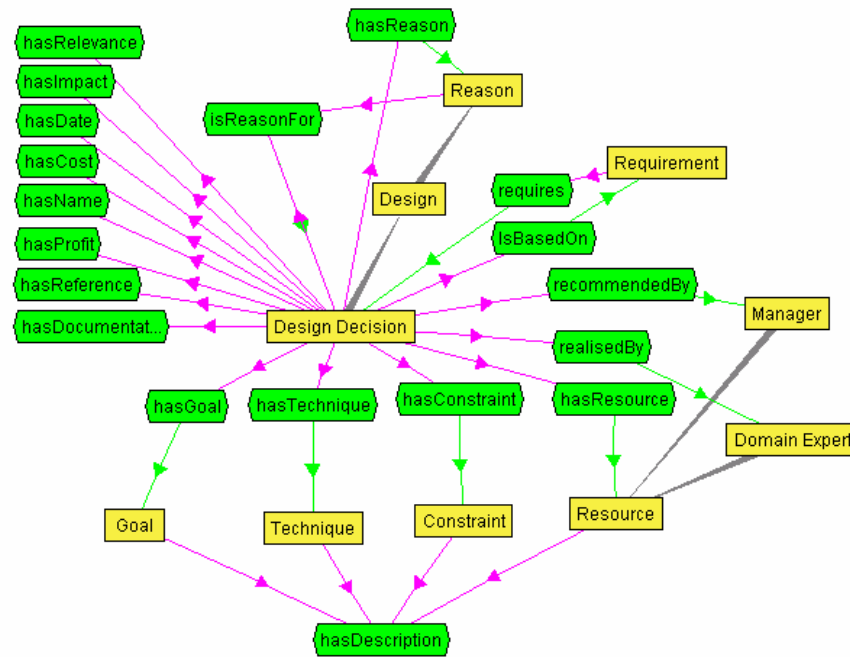 hasReason
hasRelevance
hasImpact
Reason
hasDate
isReasonFor
hasCost
Requirement
requires
hasName
Design
IsBasedOn
hasProfit
hasReference
recommendedBy
Manager
hasDocumentat...
Design Decision
realisedBy
hasGoal
hasTechnique
hasConstraint
hasResource
Domain Expert
Goal
Technique
Constraint
Resource
hasDescription